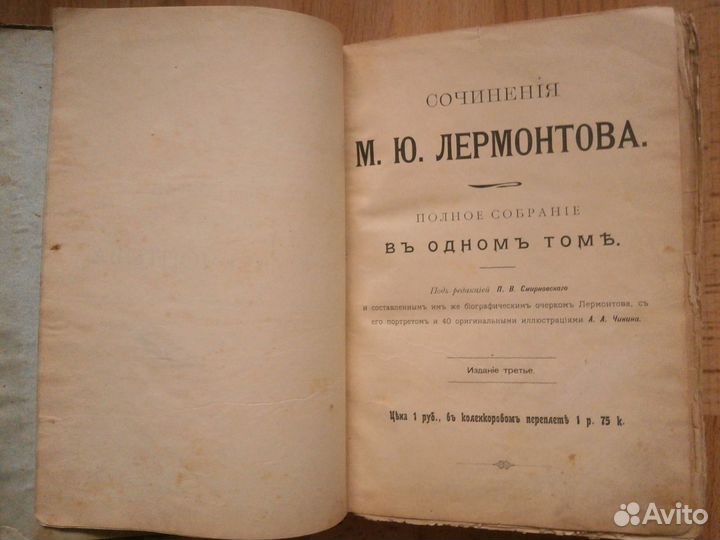 СОЧИНЕНІЯ
М. Ю. ЛЕРМОНТОВА.
ПОЛНОЕ СОБРАНІЕ
ВЪ ОДНОМЪ ТОМѢ.
Подъ редакціей П. В. Смирновскаго
и составленнымъ имъ же біографическимъ очеркомъ Лермонтова, съ
его портретомъ и 40 оригинальными иллюстраціями А. А. Чикина.
Изданіе третье.
Цѣна 1 руб., въ коленкоровомъ переплетѣ 1 р. 75 к.
Avito